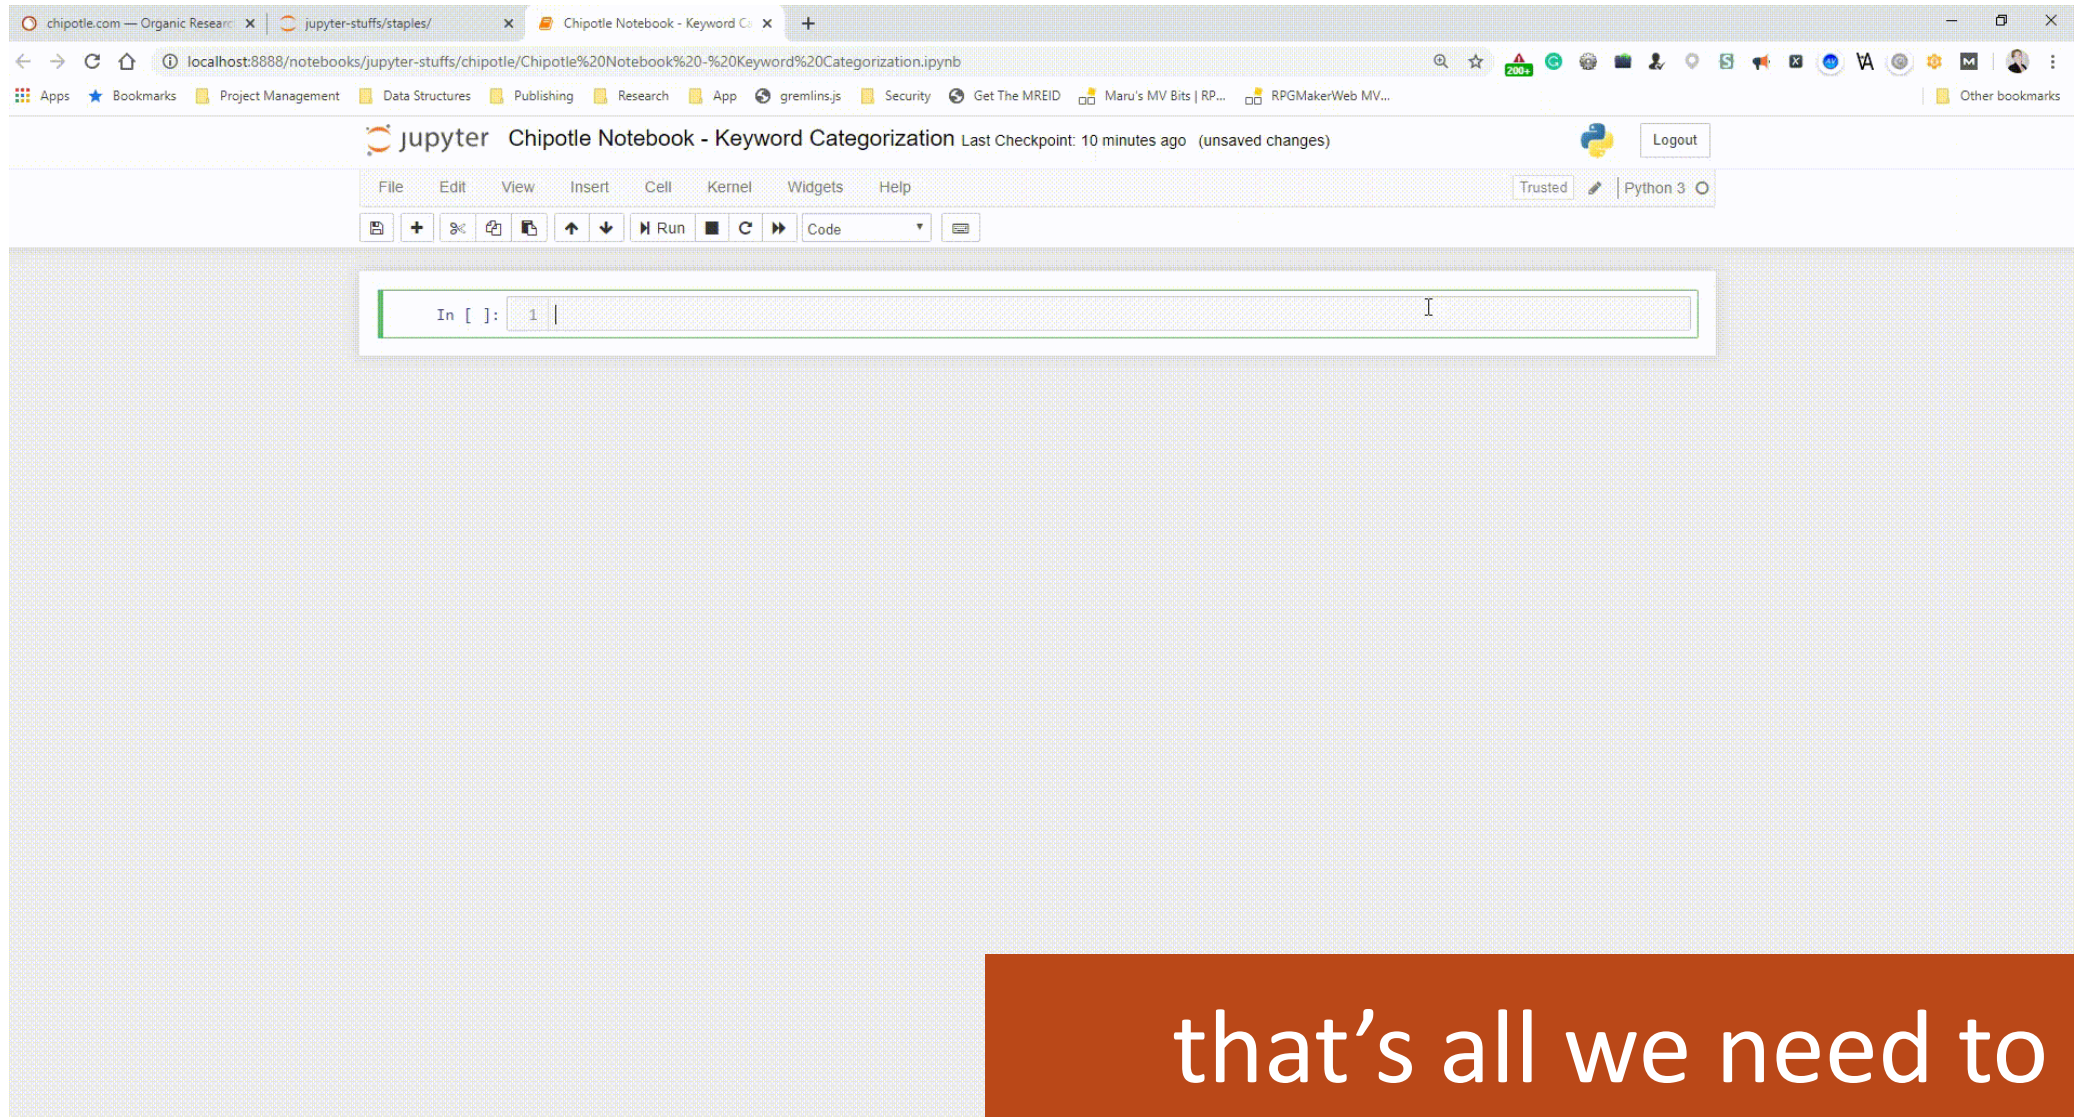 chipotle.com — Organic Researc
jupyter-stuffs/staples/
Chipotle Notebook - Keyword Ca
localhost:8888/notebooks/jupyter-stuffs/chipotle/Chipotle%20Notebook%20-%20Keyword%20Categorization.ipynb
200+
Apps Bookmarks Project Management Data Structures Publishing Research App gremlins.js Security Get The MREID Maru's MV Bits | RP... RPGMakerWeb MV... Other bookmarks
jupyter Chipotle Notebook - Keyword Categorization Last Checkpoint: 10 minutes ago (unsaved changes) Logout
File Edit View Insert Cell Kernel Widgets Help Trusted Python 3
Run Code
In [ ]: 1
that’s all we need to